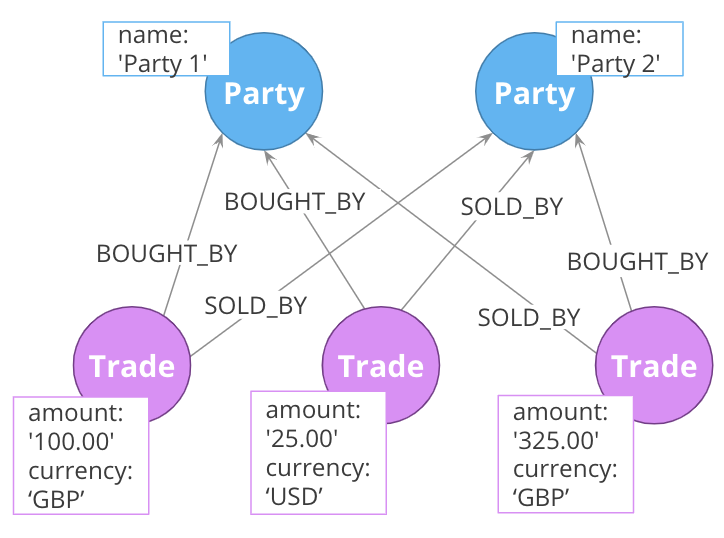 name:
'Party 1'
Party
name:
'Party 2'
Party
BOUGHT_BY
SOLD_BY
BOUGHT_BY
BOUGHT_BY
SOLD_BY
SOLD_BY
Trade
amount:
'100.00'
currency:
‘GBP’
Trade
amount:
'25.00'
currency:
‘USD’
Trade
amount:
'325.00'
currency:
‘GBP’